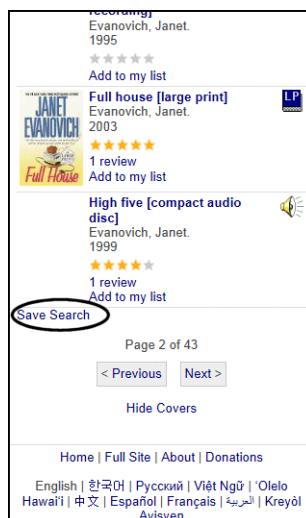 recording]
Evanovich, Janet.
1995
Add to my list
JANET
EVANOVICH
Full House
Full house [large print]
LP
Evanovich, Janet.
2003
1 review
Add to my list
High five [compact audio
disc]
Evanovich, Janet.
1999
1 review
Add to my list
Save Search
Page 2 of 43
< Previous
Next >
Hide Covers
Home | Full Site | About | Donations
English | 한국어 | Русский | Việt Ngữ | 'Olelo
Hawai'i | 中文 | Español | Français | العربية | Kreyòl
Ayisyen